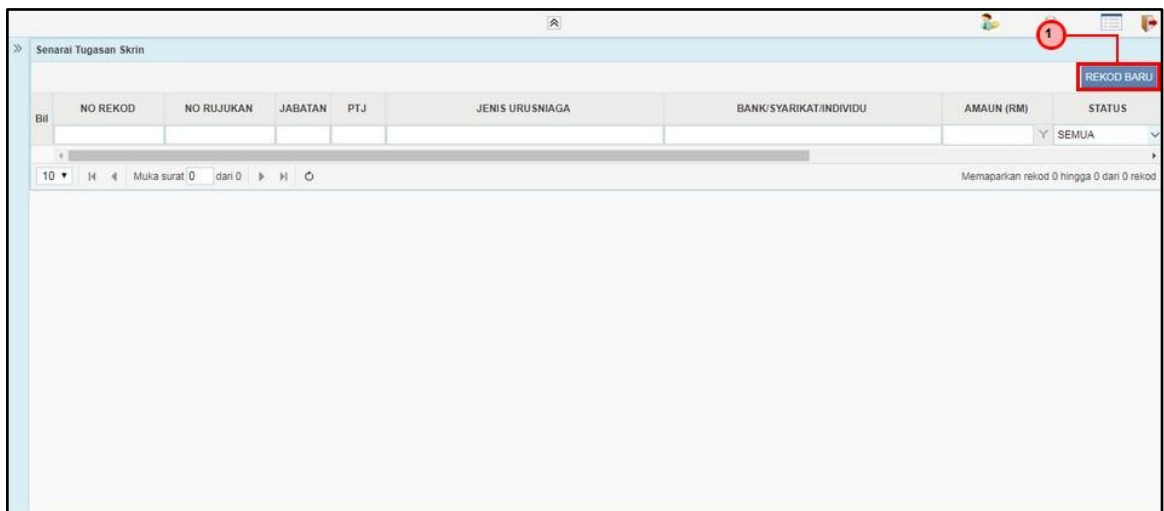 1
Senarai Tugasan Skrin
REKOD BARU
Bil NO REKOD NO RUJUKAN JABATAN PTJ JENIS URUSNIAGA BANK/SYARIKAT/INDIVIDU AMAUN (RM) STATUS
SEMUA
10 Muka surat 0 dari 0 Memaparkan rekod 0 hingga 0 dari 0 rekod